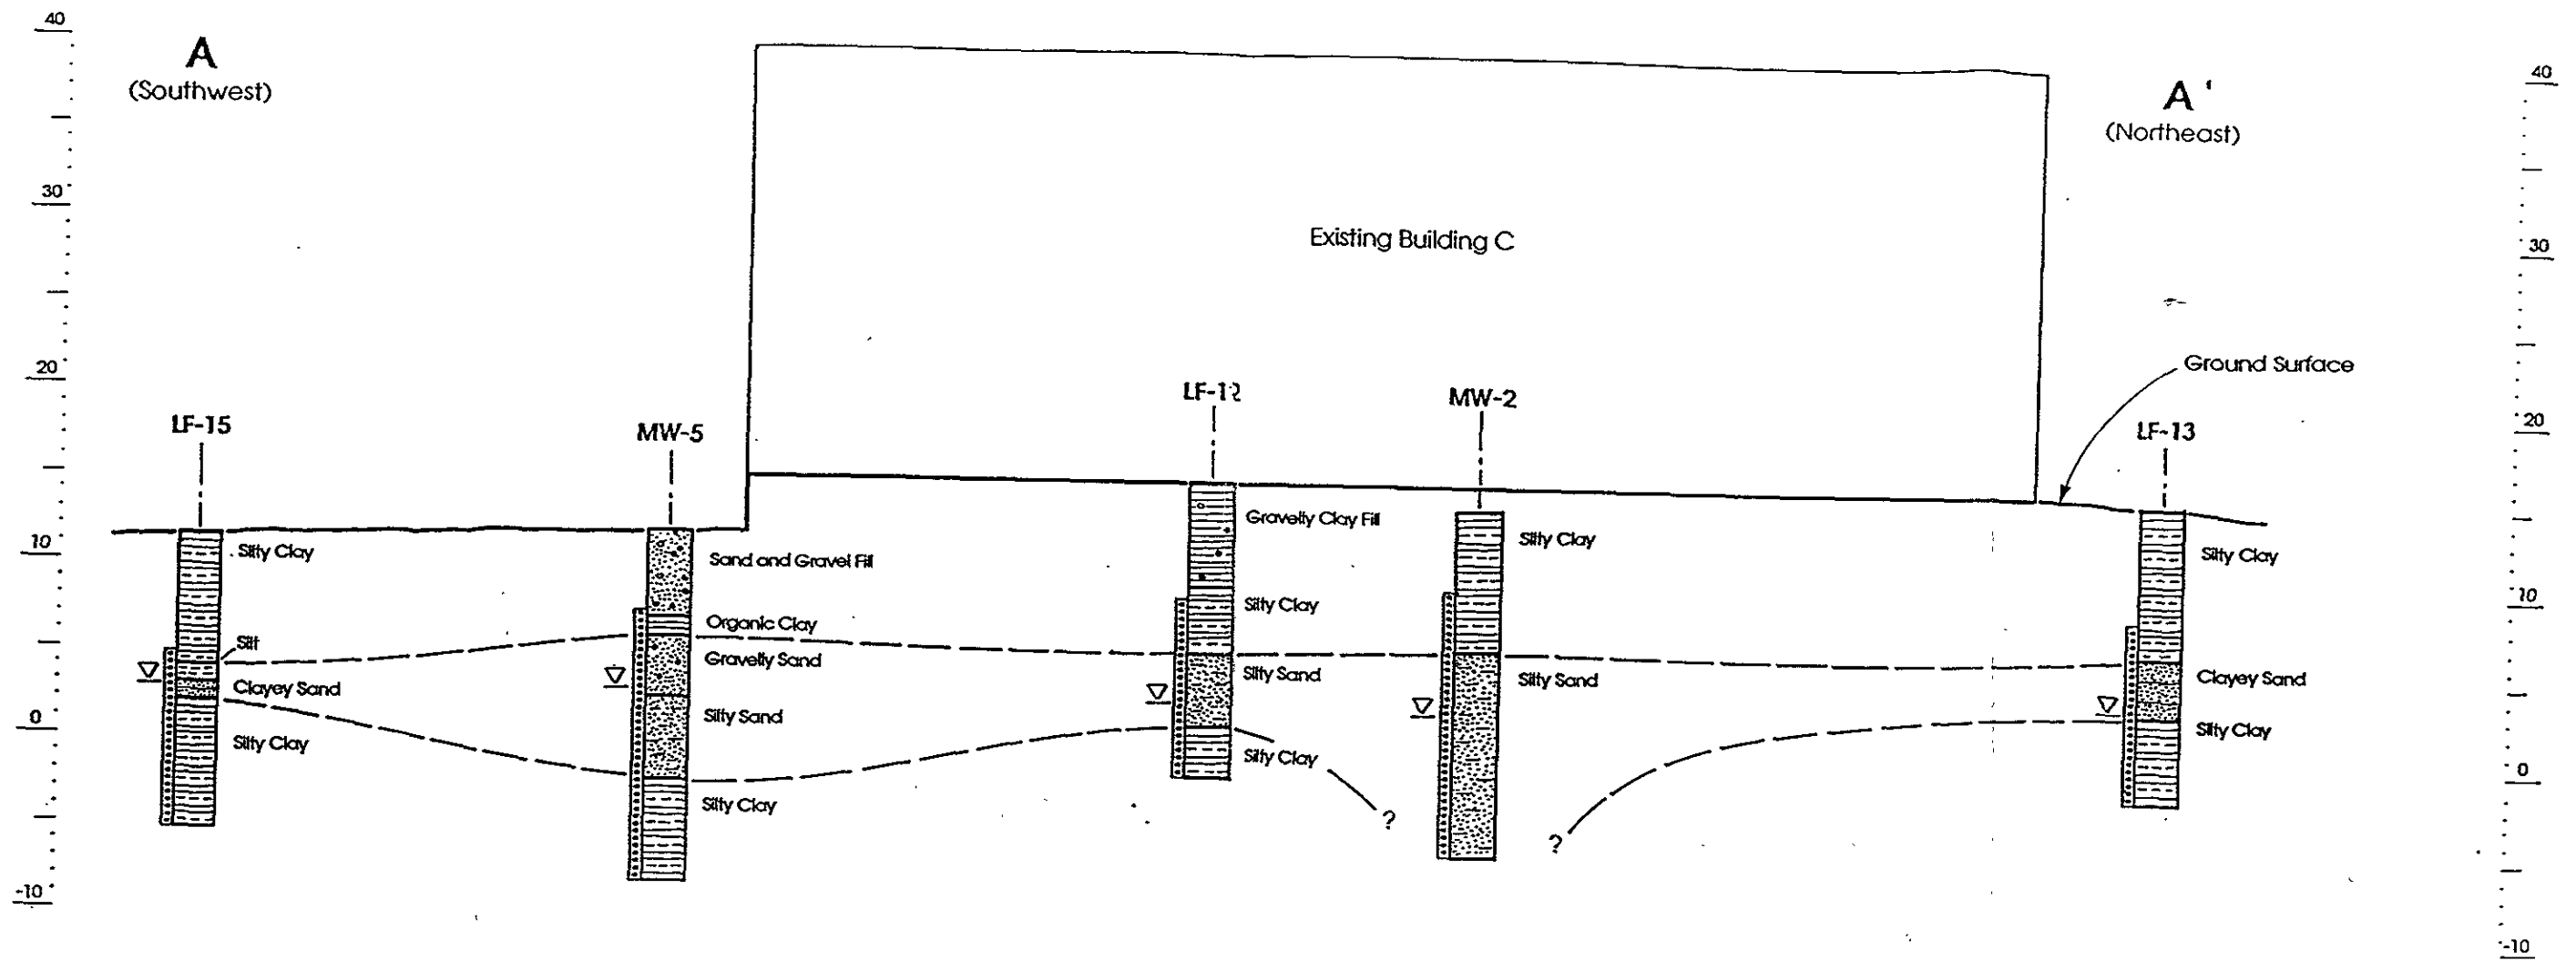 40
A
(Southwest)
30
20
10
0
-10
Existing Building C
A'
(Northeast)
40
30
20
10
0
-10
Ground Surface
LF-15
Silty Clay
Silt
Clayey Sand
Silty Clay
MW-5
Sand and Gravel Fill
Organic Clay
Gravelly Sand
Silty Sand
Silty Clay
LF-12
Gravelly Clay Fill
Silty Clay
Silty Sand
Silty Clay
?
MW-2
Silty Clay
Silty Sand
?
LF-13
Silty Clay
Clayey Sand
Silty Clay